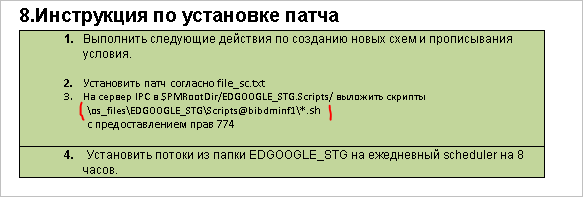 8.Инструкция по установке патча
1. Выполнить следующие действия по созданию новых схем и прописывания
условия.
2. Установить патч согласно file_sc.txt
3. На сервер IPC в $PMRootDir/EDGOOGLE_STG.Scripts/ выложить скрипты
\os_files\EDGOOGLE_STG\Scripts@bibdminf1\*.sh
с предоставлением прав 774
4. Установить потоки из папки EDGOOGLE_STG на ежедневный scheduler на 8
часов.